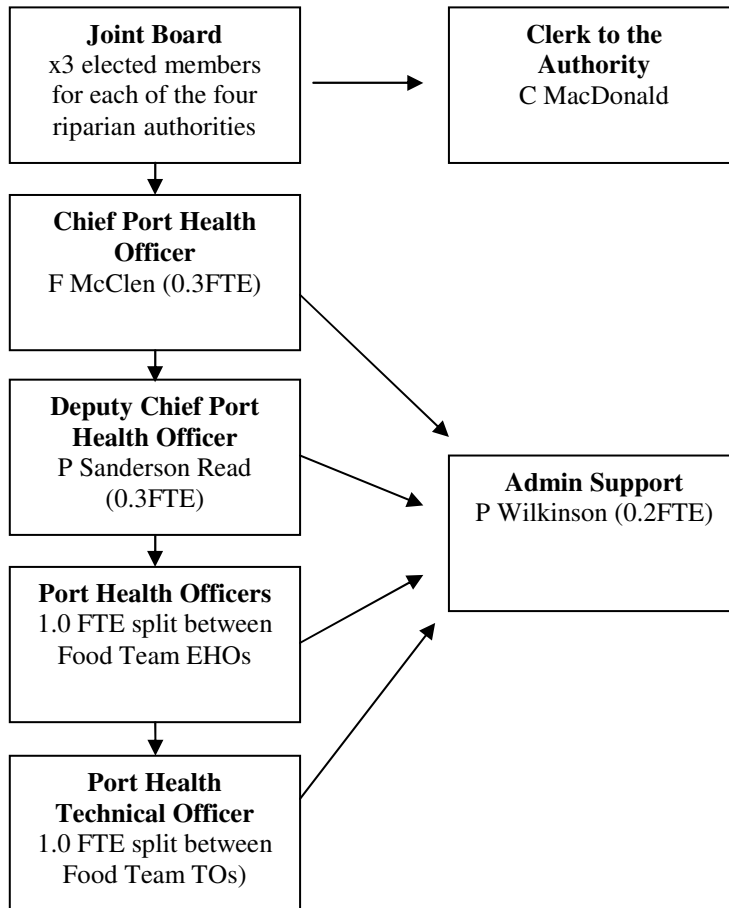 Joint Board
x3 elected members
for each of the four
riparian authorities
Clerk to the
Authority
C MacDonald
Chief Port Health
Officer
F McClen (0.3FTE)
Deputy Chief Port
Health Officer
P Sanderson Read
(0.3FTE)
Admin Support
P Wilkinson (0.2FTE)
Port Health Officers
1.0 FTE split between
Food Team EHOs
Port Health
Technical Officer
1.0 FTE split between
Food Team TOs)